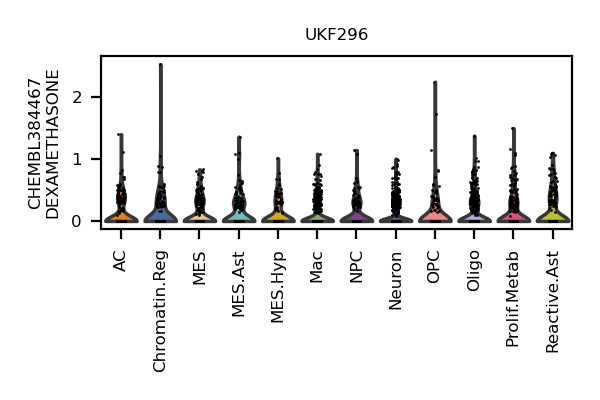 UKF296
CHEMBL384467
DEXAMETHASONE
2
1
0
AC
Chromatin.Reg
MES
MES.Ast
MES.Hyp
Mac
NPC
Neuron
OPC
Oligo
Prolif.Metab
Reactive.Ast